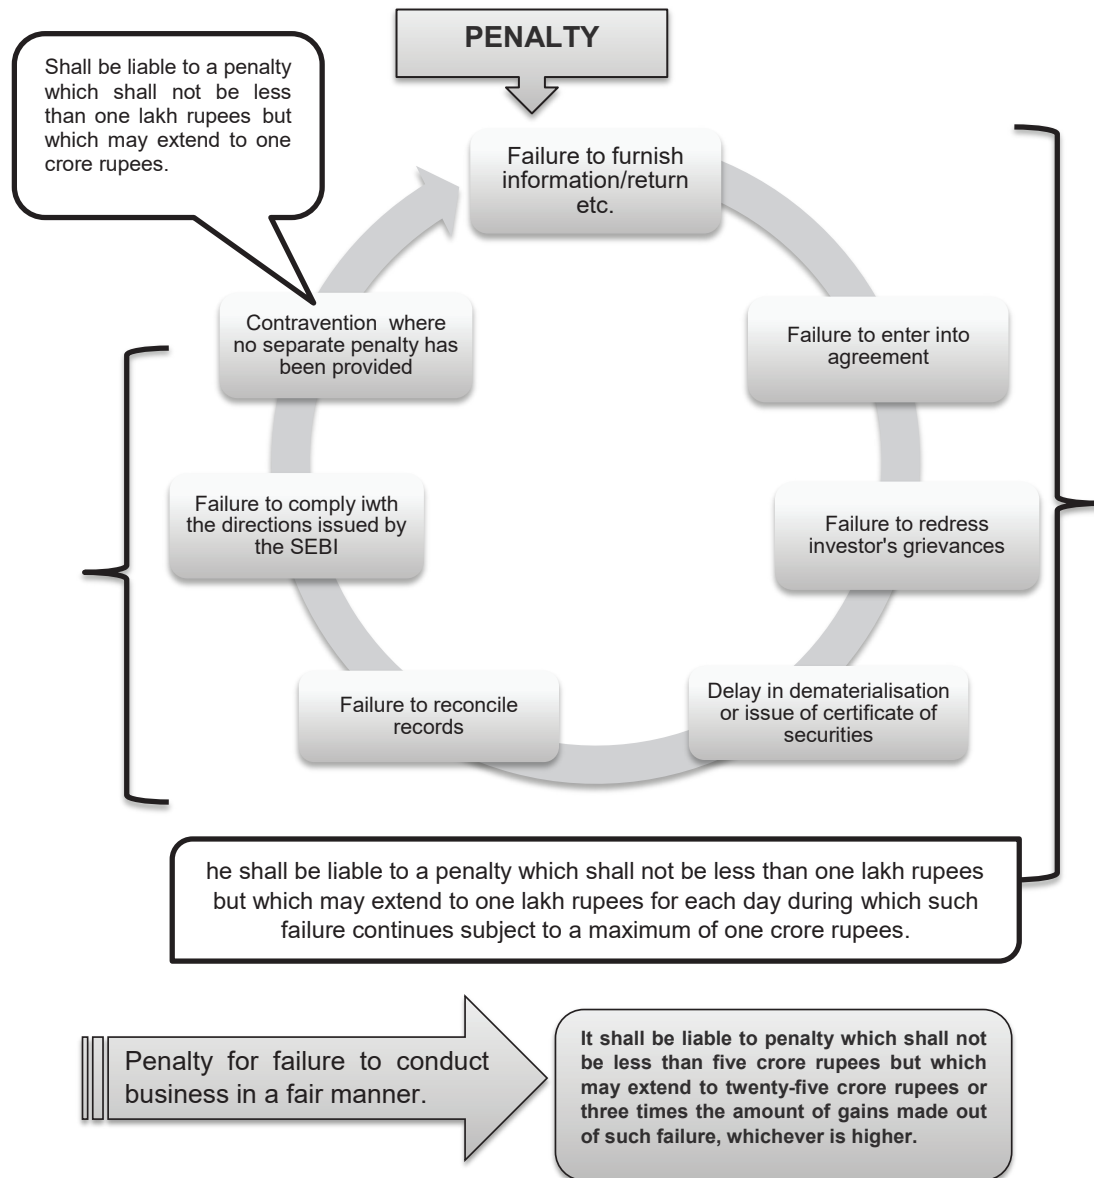 PENALTY
Shall be liable to a penalty
which shall not be less
than one lakh rupees but
which may extend to one
crore rupees.
Failure to furnish
information/return
etc.
Failure to enter into
agreement
Failure to redress
investor's grievances
Delay in dematerialisation
or issue of certificate of
securities
Failure to reconcile
records
Failure to comply iwth
the directions issued by
the SEBI
Contravention where
no separate penalty has
been provided
he shall be liable to a penalty which shall not be less than one lakh rupees
but which may extend to one lakh rupees for each day during which such
failure continues subject to a maximum of one crore rupees.
Penalty for failure to conduct
business in a fair manner.
It shall be liable to penalty which shall not
be less than five crore rupees but which
may extend to twenty-five crore rupees or
three times the amount of gains made out
of such failure, whichever is higher.